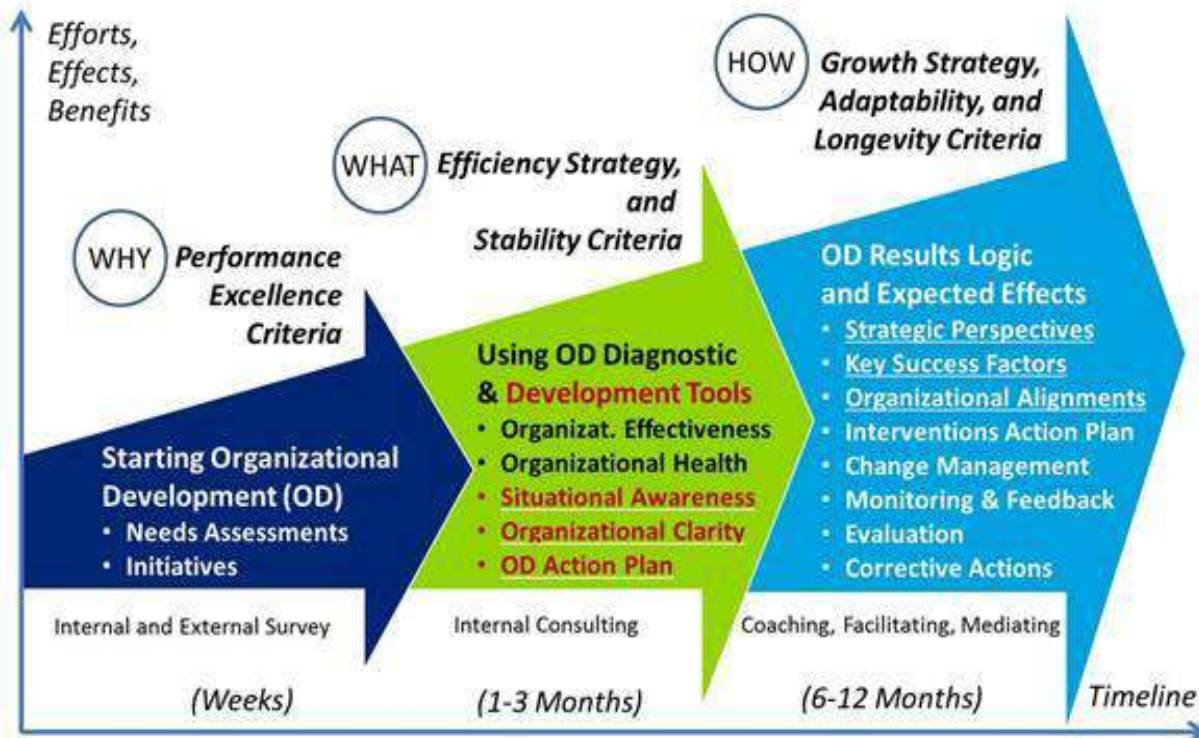 Efforts,
Effects,
Benefits
WHY
Performance
Excellence
Criteria
Starting Organizational
Development (OD)
• Needs Assessments
• Initiatives
Internal and External Survey
(Weeks)
WHAT
Efficiency Strategy,
and
Stability Criteria
Using OD Diagnostic
& Development Tools
• Organizat. Effectiveness
• Organizational Health
• Situational Awareness
• Organizational Clarity
• OD Action Plan
Internal Consulting
(1-3 Months)
HOW
Growth Strategy,
Adaptability, and
Longevity Criteria
OD Results Logic
and Expected Effects
• Strategic Perspectives
• Key Success Factors
• Organizational Alignments
• Interventions Action Plan
• Change Management
• Monitoring & Feedback
• Evaluation
• Corrective Actions
Coaching, Facilitating, Mediating
(6-12 Months)
Timeline